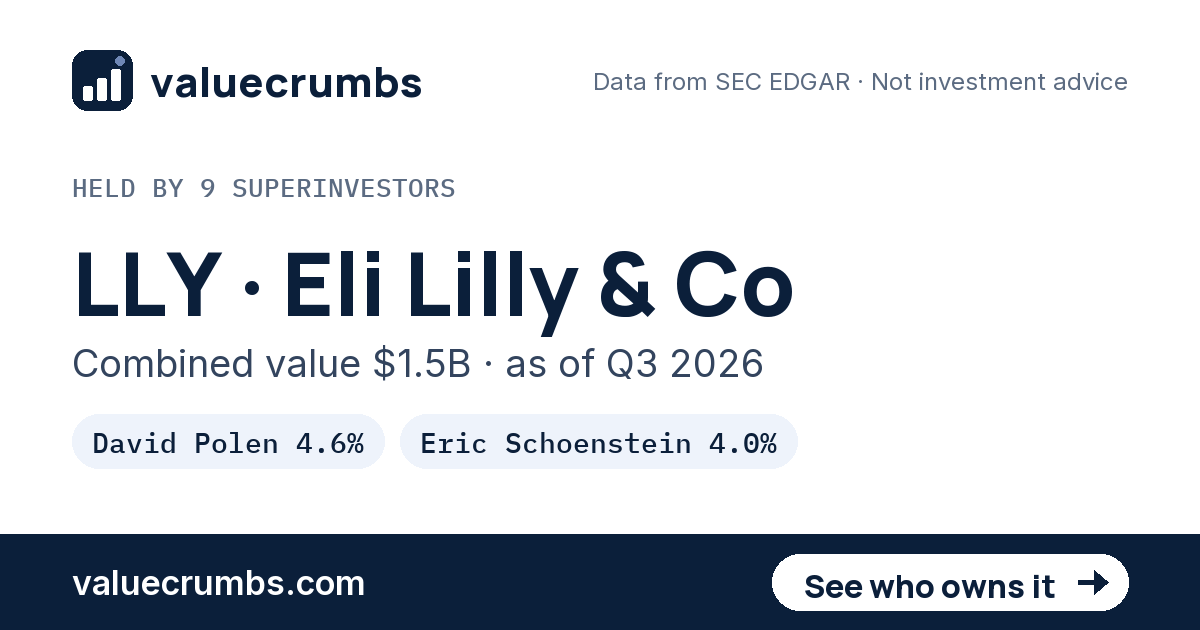 valuecrumbs
Data from SEC EDGAR · Not investment advice
HELD BY 9 SUPERINVESTORS
LLY · Eli Lilly & Co
Combined value $1.5B · as of Q3 2026
David Polen 4.6%
Eric Schoenstein 4.0%
valuecrumbs.com
See who owns it →